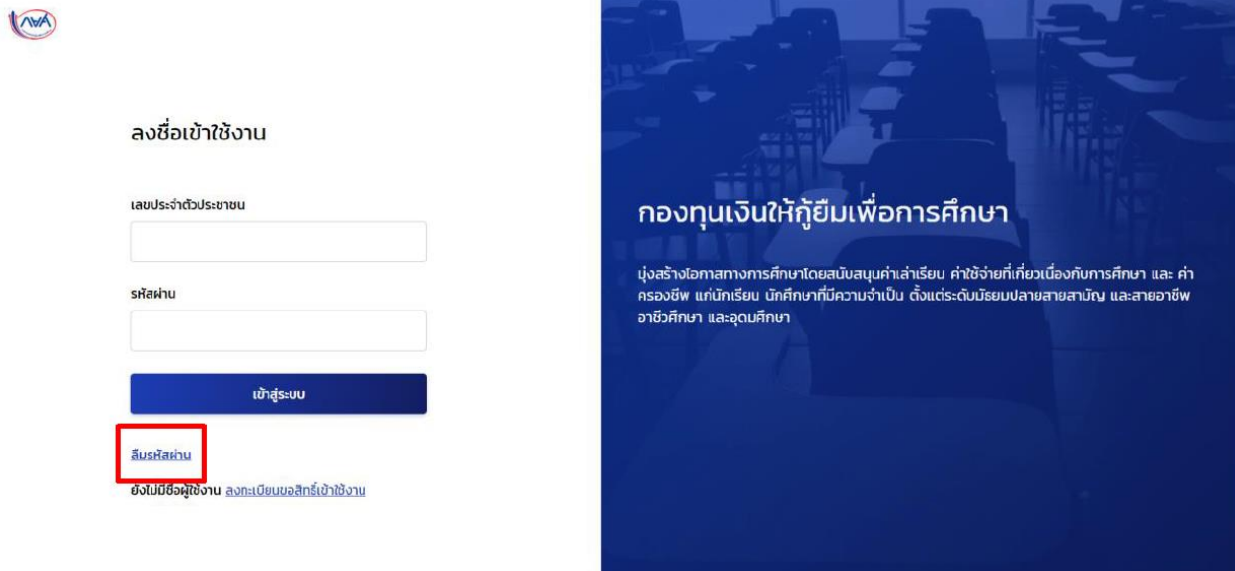 กยศ
ลงชื่อเข้าใช้งาน
เลขประจำตัวประชาชน
รหัสผ่าน
เข้าสู่ระบบ
ลืมรหัสผ่าน
ยังไม่มีชื่อผู้ใช้งาน ลงทะเบียนขอสิทธิ์เข้าใช้งาน
กองทุนเงินให้กู้ยืมเพื่อการศึกษา
มุ่งสร้างโอกาสทางการศึกษาโดยสนับสนุนค่าเล่าเรียน ค่าใช้จ่ายที่เกี่ยวเนื่องกับการศึกษา และ ค่า
ครองชีพ แก่นักเรียน นักศึกษาที่มีความจำเป็น ตั้งแต่ระดับมัธยมปลายสายสามัญ และสายอาชีพ
อาชีวศึกษา และอุดมศึกษา